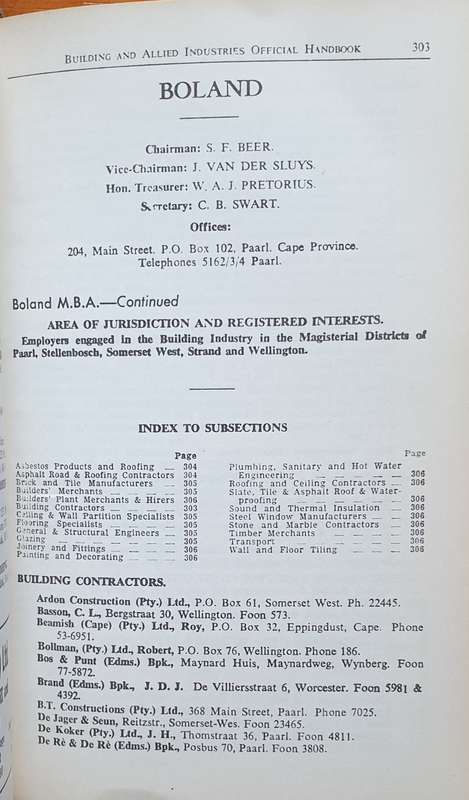 BUILDING AND ALLIED INDUSTRIES OFFICIAL HANDBOOK 303
BOLAND
Chairman: S. F. BEER.
Vice-Chairman: J. VAN DER SLUYS.
Hon. Treasurer: W. A. J. PRETORIUS.
Secretary: C. B. SWART.
Offices:
204, Main Street. P.O. Box 102, Paarl. Cape Province.
Telephones 5162/3/4 Paarl.
Boland M.B.A.—Continued
AREA OF JURISDICTION AND REGISTERED INTERESTS.
Employers engaged in the Building Industry in the Magisterial Districts of
Paarl, Stellenbosch, Somerset West, Strand and Wellington.
INDEX TO SUBSECTIONS
Page
Asbestos Products and Roofing — 304
Asphalt Road & Roofing Contractors 304
Brick and Tile Manufacturers — 305
Builders' Merchants — — — — 305
Builders' Plant Merchants & Hirers 306
Building Contractors — — — — 303
Ceiling & Wall Partition Specialists 305
Flooring Specialists — — — — 305
General & Structural Engineers — 305
Glazing — — — — — — 305
Joinery and Fittings — — — — 306
Painting and Decorating — — — 306
Page
Plumbing, Sanitary and Hot Water
Engineering — — — — — 306
Roofing and Ceiling Contractors — 306
Slate, Tile & Asphalt Roof & Water-
proofing — — — — — 306
Sound and Thermal Insulation — 306
Steel Window Manufacturers — — 306
Stone and Marble Contractors — 306
Timber Merchants — — — — 306
Transport — — — — — 306
Wall and Floor Tiling — — — 306
BUILDING CONTRACTORS.
Ardon Construction (Pty.) Ltd., P.O. Box 61, Somerset West. Ph. 22445.
Basson, C. L., Bergstraat 30, Wellington. Foon 573.
Beamish (Cape) (Pty.) Ltd., Roy, P.O. Box 32, Eppingdust, Cape. Phone
53-6951.
Bollman, (Pty.) Ltd., Robert, P.O. Box 76, Wellington. Phone 186.
Bos & Punt (Edms.) Bpk., Maynard Huis, Maynardweg, Wynberg. Foon
77-5872.
Brand (Edms.) Bpk., J. D. J. De Villiersstraat 6, Worcester. Foon 5981 &
4392.
B.T. Constructions (Pty.) Ltd., 368 Main Street, Paarl. Phone 7025.
De Jager & Seun, Reitzstr., Somerset-Wes. Foon 23465.
De Koker (Pty.) Ltd., J. H., Thomstraat 36, Paarl. Foon 4811.
De Rè & De Rè (Edms.) Bpk., Posbus 70, Paarl. Foon 3808.